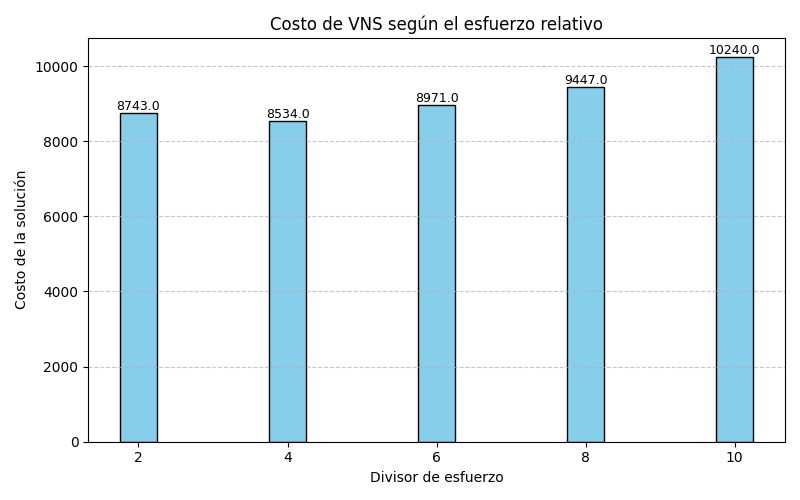 Costo de VNS según el esfuerzo relativo
10240.0
10000
9447.0
8971.0
8743.0
8534.0
8000
6000
4000
2000
0
Costo de la solución
2 4 6 8 10
Divisor de esfuerzo